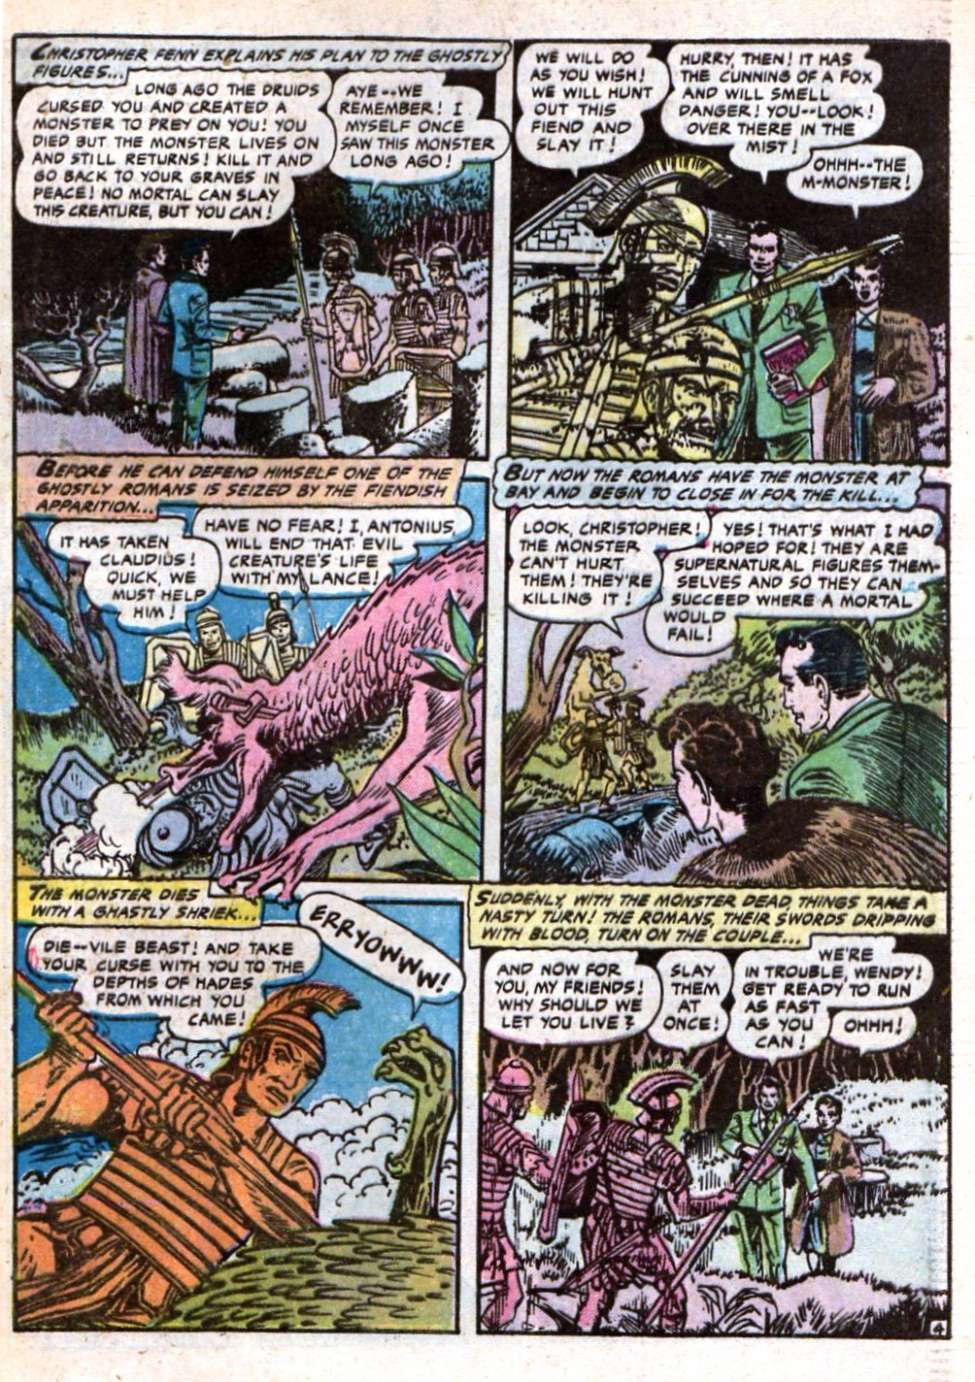 CHRISTOPHER FENN EXPLAINS HIS PLAN TO THE GHOSTLY
FIGURES...
LONG AGO THE DRUIDS
CURSED YOU AND CREATED A
MONSTER TO PREY ON YOU! YOU
DIED BUT THE MONSTER LIVES ON
AND STILL RETURNS! KILL IT AND
GO BACK TO YOUR GRAVES IN
PEACE! NO MORTAL CAN SLAY
THIS CREATURE, BUT YOU CAN!
AYE--WE
REMEMBER! I
MYSELF ONCE
SAW THIS MONSTER
LONG AGO!
WE WILL DO
AS YOU WISH!
WE WILL HUNT
OUT THIS
FIEND AND
SLAY IT!
HURRY, THEN! IT HAS
THE CUNNING OF A FOX
AND WILL SMELL
DANGER! YOU--LOOK!
OVER THERE IN THE
MIST!
OHHH--THE
M-MONSTER!
BEFORE HE CAN DEFEND HIMSELF ONE OF THE
GHOSTLY ROMANS IS SEIZED BY THE FIENDISH
APPARITION...
IT HAS TAKEN
CLAUDIUS!
QUICK, WE
MUST HELP
HIM!
HAVE NO FEAR! I, ANTONIUS
WILL END THAT EVIL
CREATURE'S LIFE
WITH MY LANCE!
BUT NOW THE ROMANS HAVE THE MONSTER AT
BAY AND BEGIN TO CLOSE IN FOR THE KILL...
LOOK, CHRISTOPHER!
THE MONSTER
CAN'T HURT
THEM! THEY'RE
KILLING IT!
YES! THAT'S WHAT I HAD
HOPED FOR! THEY ARE
SUPERNATURAL FIGURES THEM-
SELVES AND SO THEY CAN
SUCCEED WHERE A MORTAL
WOULD
FAIL!
THE MONSTER DIES
WITH A GHASTLY SHRIEK...
DIE--VILE BEAST! AND TAKE
YOUR CURSE WITH YOU TO THE
DEPTHS OF HADES
FROM WHICH YOU
CAME!
ERRYOWWW!
SUDDENLY, WITH THE MONSTER DEAD, THINGS TAKE A
NASTY TURN! THE ROMANS, THEIR SWORDS DRIPPING
WITH BLOOD, TURN ON THE COUPLE...
AND NOW FOR
YOU, MY FRIENDS!
WHY SHOULD WE
LET YOU LIVE?
SLAY
THEM
AT
ONCE!
WE'RE
IN TROUBLE, WENDY!
GET READY TO RUN
AS FAST
AS YOU
CAN!
OHHH!
4